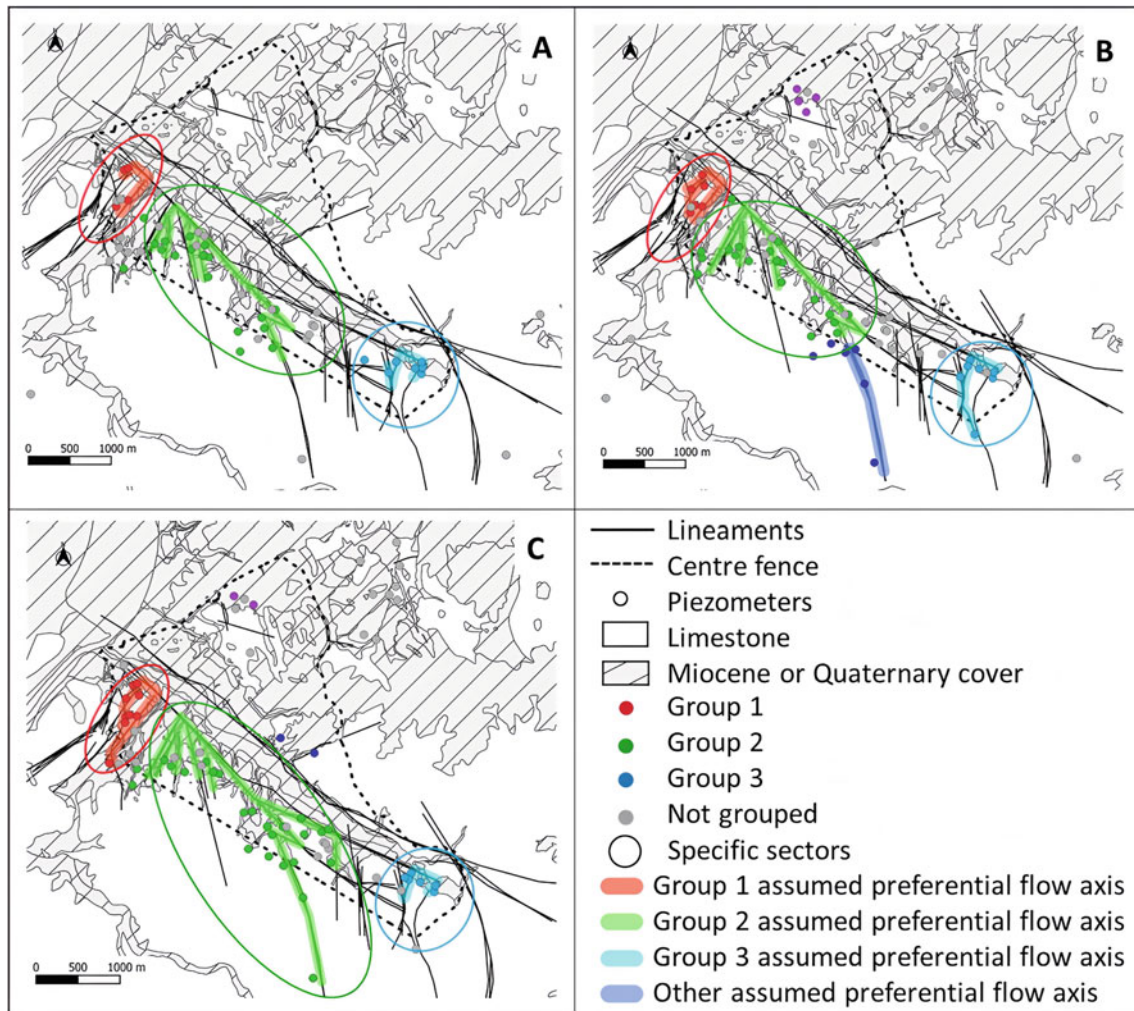 A
0 500 1000 m
B
0 500 1000 m
C
0 500 1000 m
Lineaments
Centre fence
Piezometers
Limestone
Miocene or Quaternary cover
Group 1
Group 2
Group 3
Not grouped
Specific sectors
Group 1 assumed preferential flow axis
Group 2 assumed preferential flow axis
Group 3 assumed preferential flow axis
Other assumed preferential flow axis